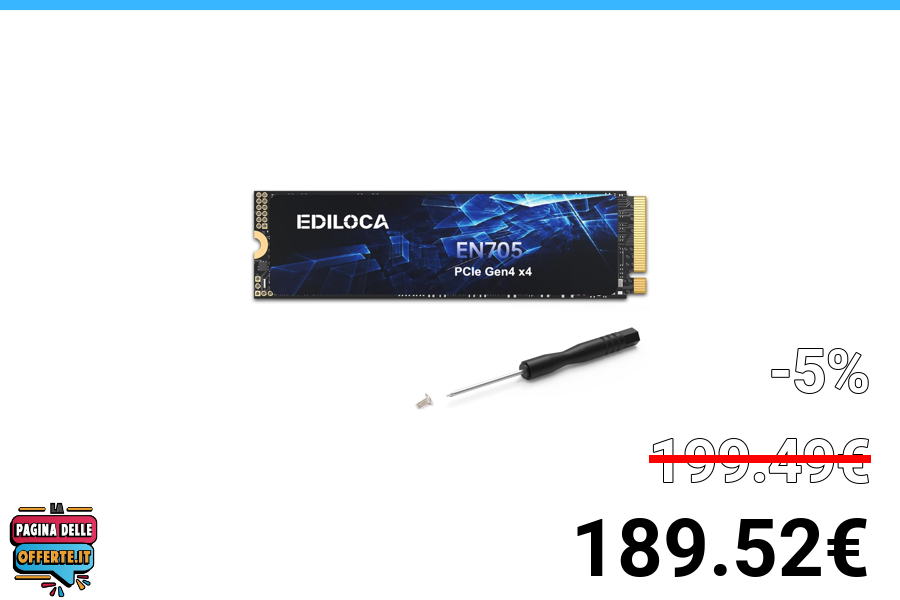 EDILOCA
EN705
PCIe Gen4 x4
-5%
199.49€
189.52€
LA
PAGINA DELLE
OFFERTE.IT